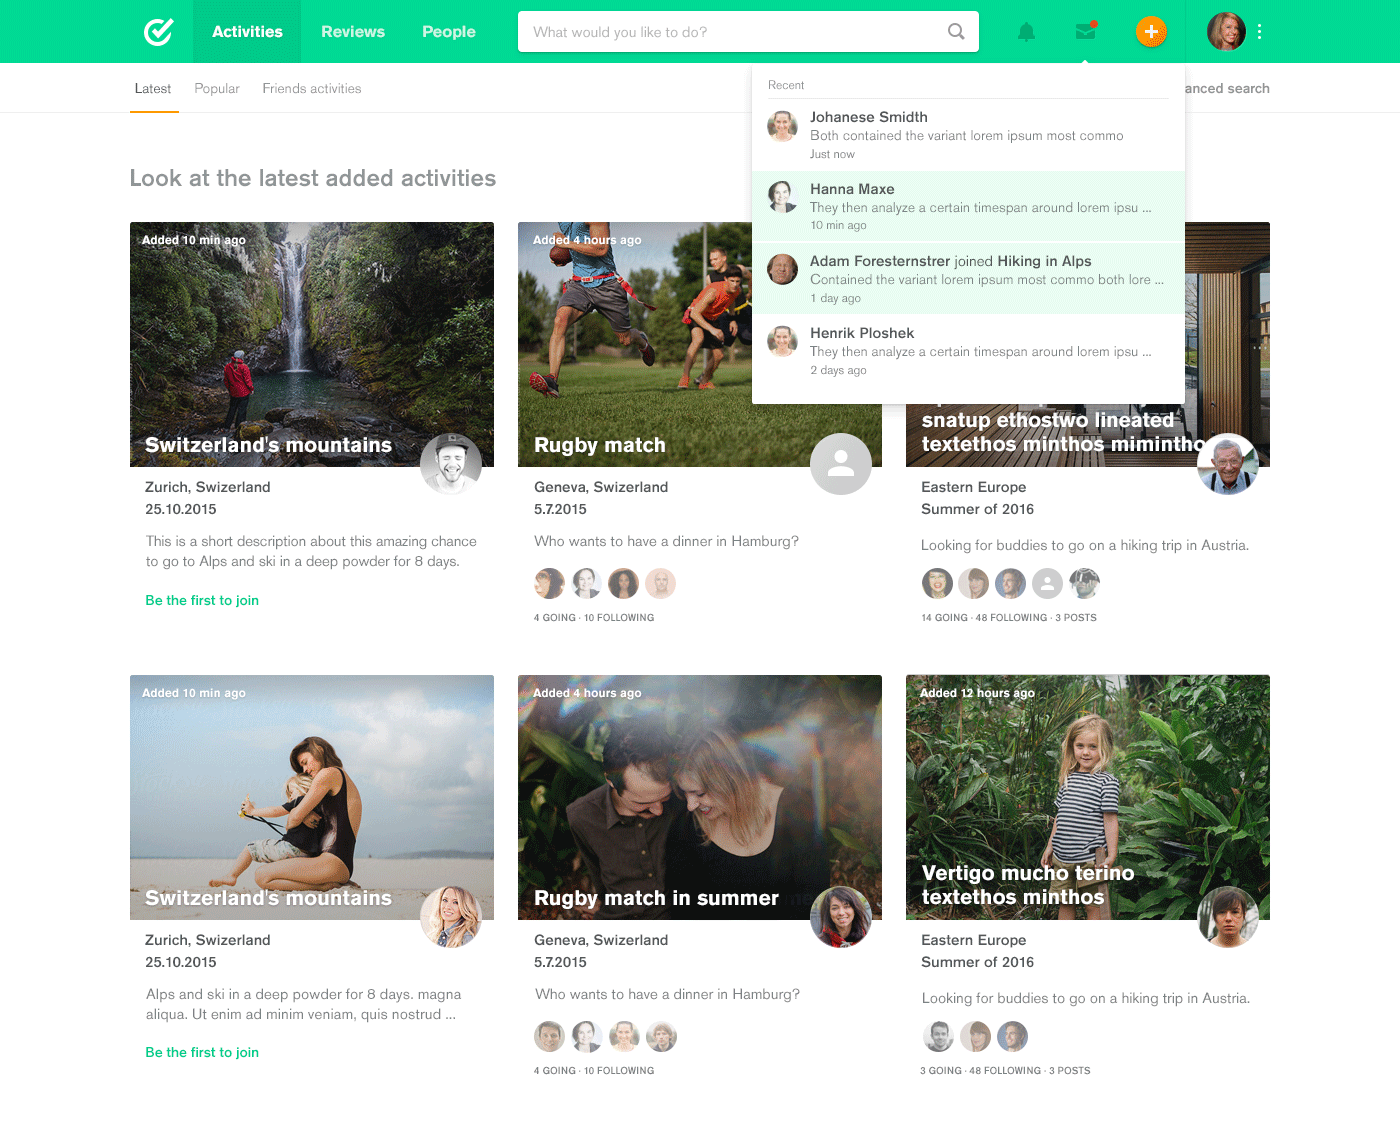 Activities
Reviews
People
What would you like to do?
Latest
Popular
Friends activities
anced search
Recent
Johanese Smidth
Both contained the variant lorem ipsum most commo
Just now
Hanna Maxe
They then analyze a certain timespan around lorem ipsu ...
10 min ago
Adam Foresternstrer joined Hiking in Alps
Contained the variant lorem ipsum most commo both lore ...
1 day ago
Henrik Ploshek
They then analyze a certain timespan around lorem ipsu ...
2 days ago
Look at the latest added activities
Added 10 min ago
Switzerland's mountains
Zurich, Swizerland
25.10.2015
This is a short description about this amazing chance
to go to Alps and ski in a deep powder for 8 days.
Be the first to join
Added 4 hours ago
Rugby match
Geneva, Swizerland
5.7.2015
Who wants to have a dinner in Hamburg?
4 GOING · 10 FOLLOWING
snatup ethostwo lineated
textethos minthos mimintho
Eastern Europe
Summer of 2016
Looking for buddies to go on a hiking trip in Austria.
14 GOING · 48 FOLLOWING · 3 POSTS
Added 10 min ago
Switzerland's mountains
Zurich, Swizerland
25.10.2015
Alps and ski in a deep powder for 8 days. magna
aliqua. Ut enim ad minim veniam, quis nostrud ...
Be the first to join
Added 4 hours ago
Rugby match in summer
Geneva, Swizerland
5.7.2015
Who wants to have a dinner in Hamburg?
4 GOING · 10 FOLLOWING
Added 12 hours ago
Vertigo mucho terino
textethos minthos
Eastern Europe
Summer of 2016
Looking for buddies to go on a hiking trip in Austria.
3 GOING · 48 FOLLOWING · 3 POSTS